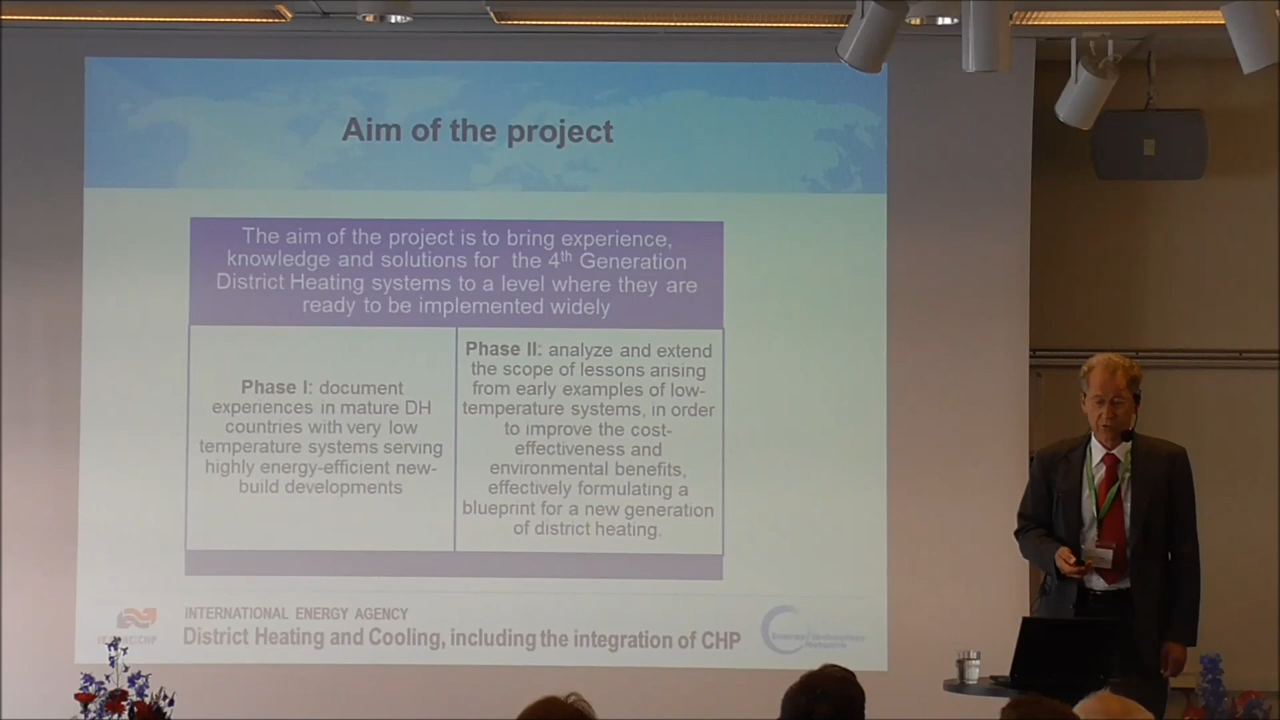 Aim of the project
The aim of the project is to bring experience,
knowledge and solutions for the 4th Generation
District Heating systems to a level where they are
ready to be implemented widely
Phase I: document
experiences in mature DH
countries with very low
temperature systems serving
highly energy-efficient new-
build developments
Phase II: analyze and extend
the scope of lessons arising
from early examples of low-
temperature systems, in order
to improve the cost-
effectiveness and
environmental benefits,
effectively formulating a
blueprint for a new generation
of district heating.
INTERNATIONAL ENERGY AGENCY
District Heating and Cooling, including the integration of CHP